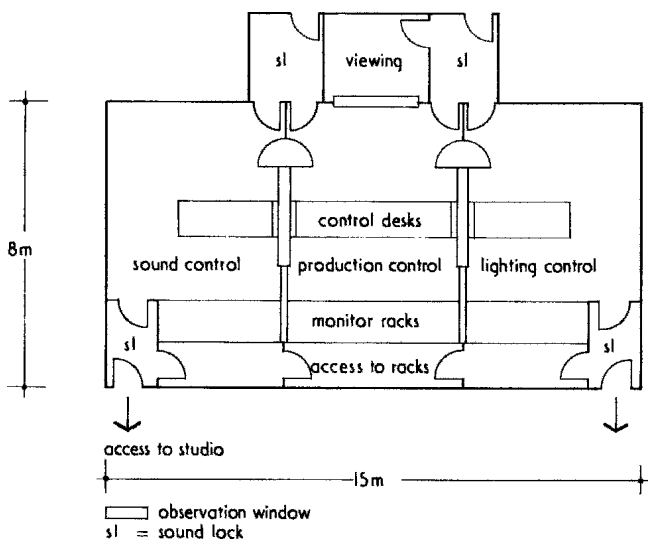 sl viewing sl
control desks
8m
sound control production control lighting control
monitor racks
sl sl
access to racks
access to studio
15m
observation window
sl = sound lock